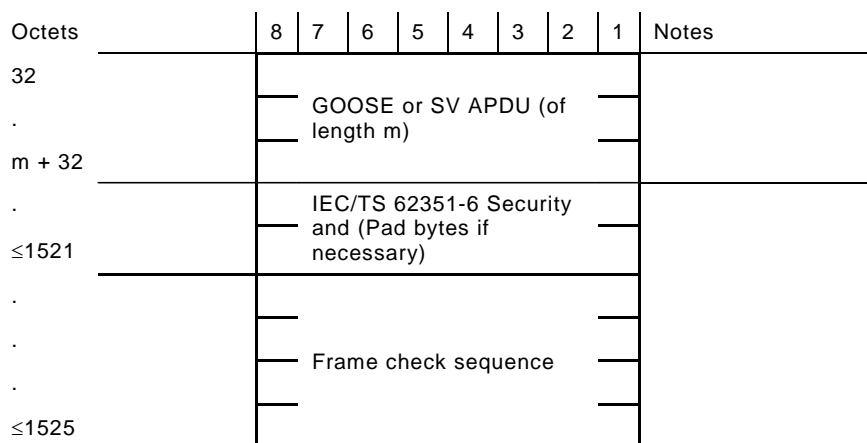 Octets 8 7 6 5 4 3 2 1 Notes
32
.
m + 32
GOOSE or SV APDU (of
length m)
.
≤1521
IEC/TS 62351-6 Security
and (Pad bytes if
necessary)
.
.
.
≤1525
Frame check sequence